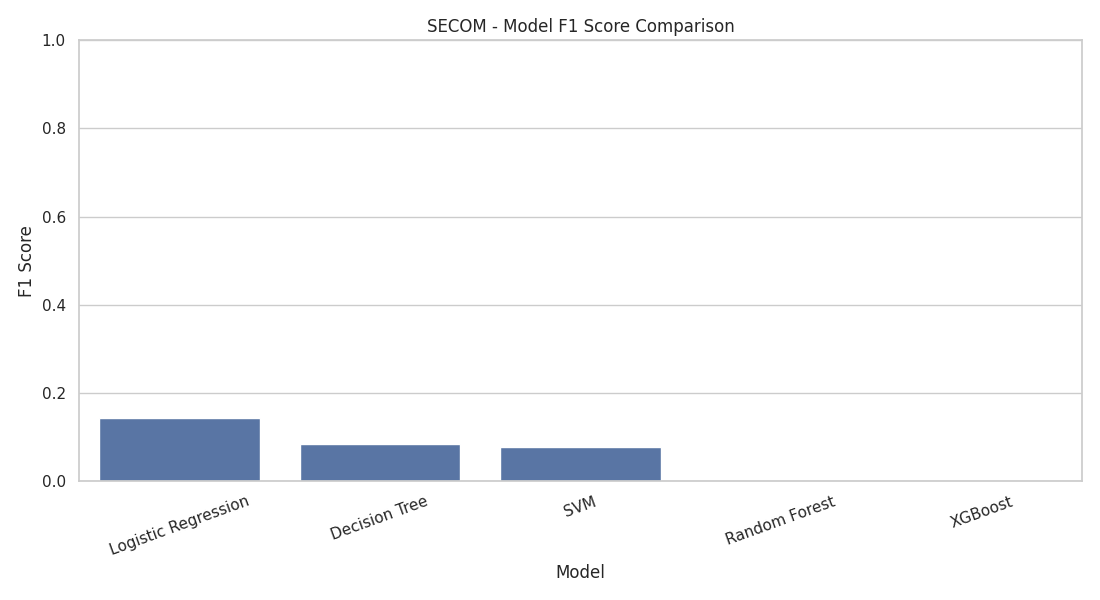 SECOM - Model F1 Score Comparison
1.0
0.8
0.6
0.4
0.2
0.0
F1 Score
Logistic Regression
Decision Tree
SVM
Random Forest
XGBoost
Model